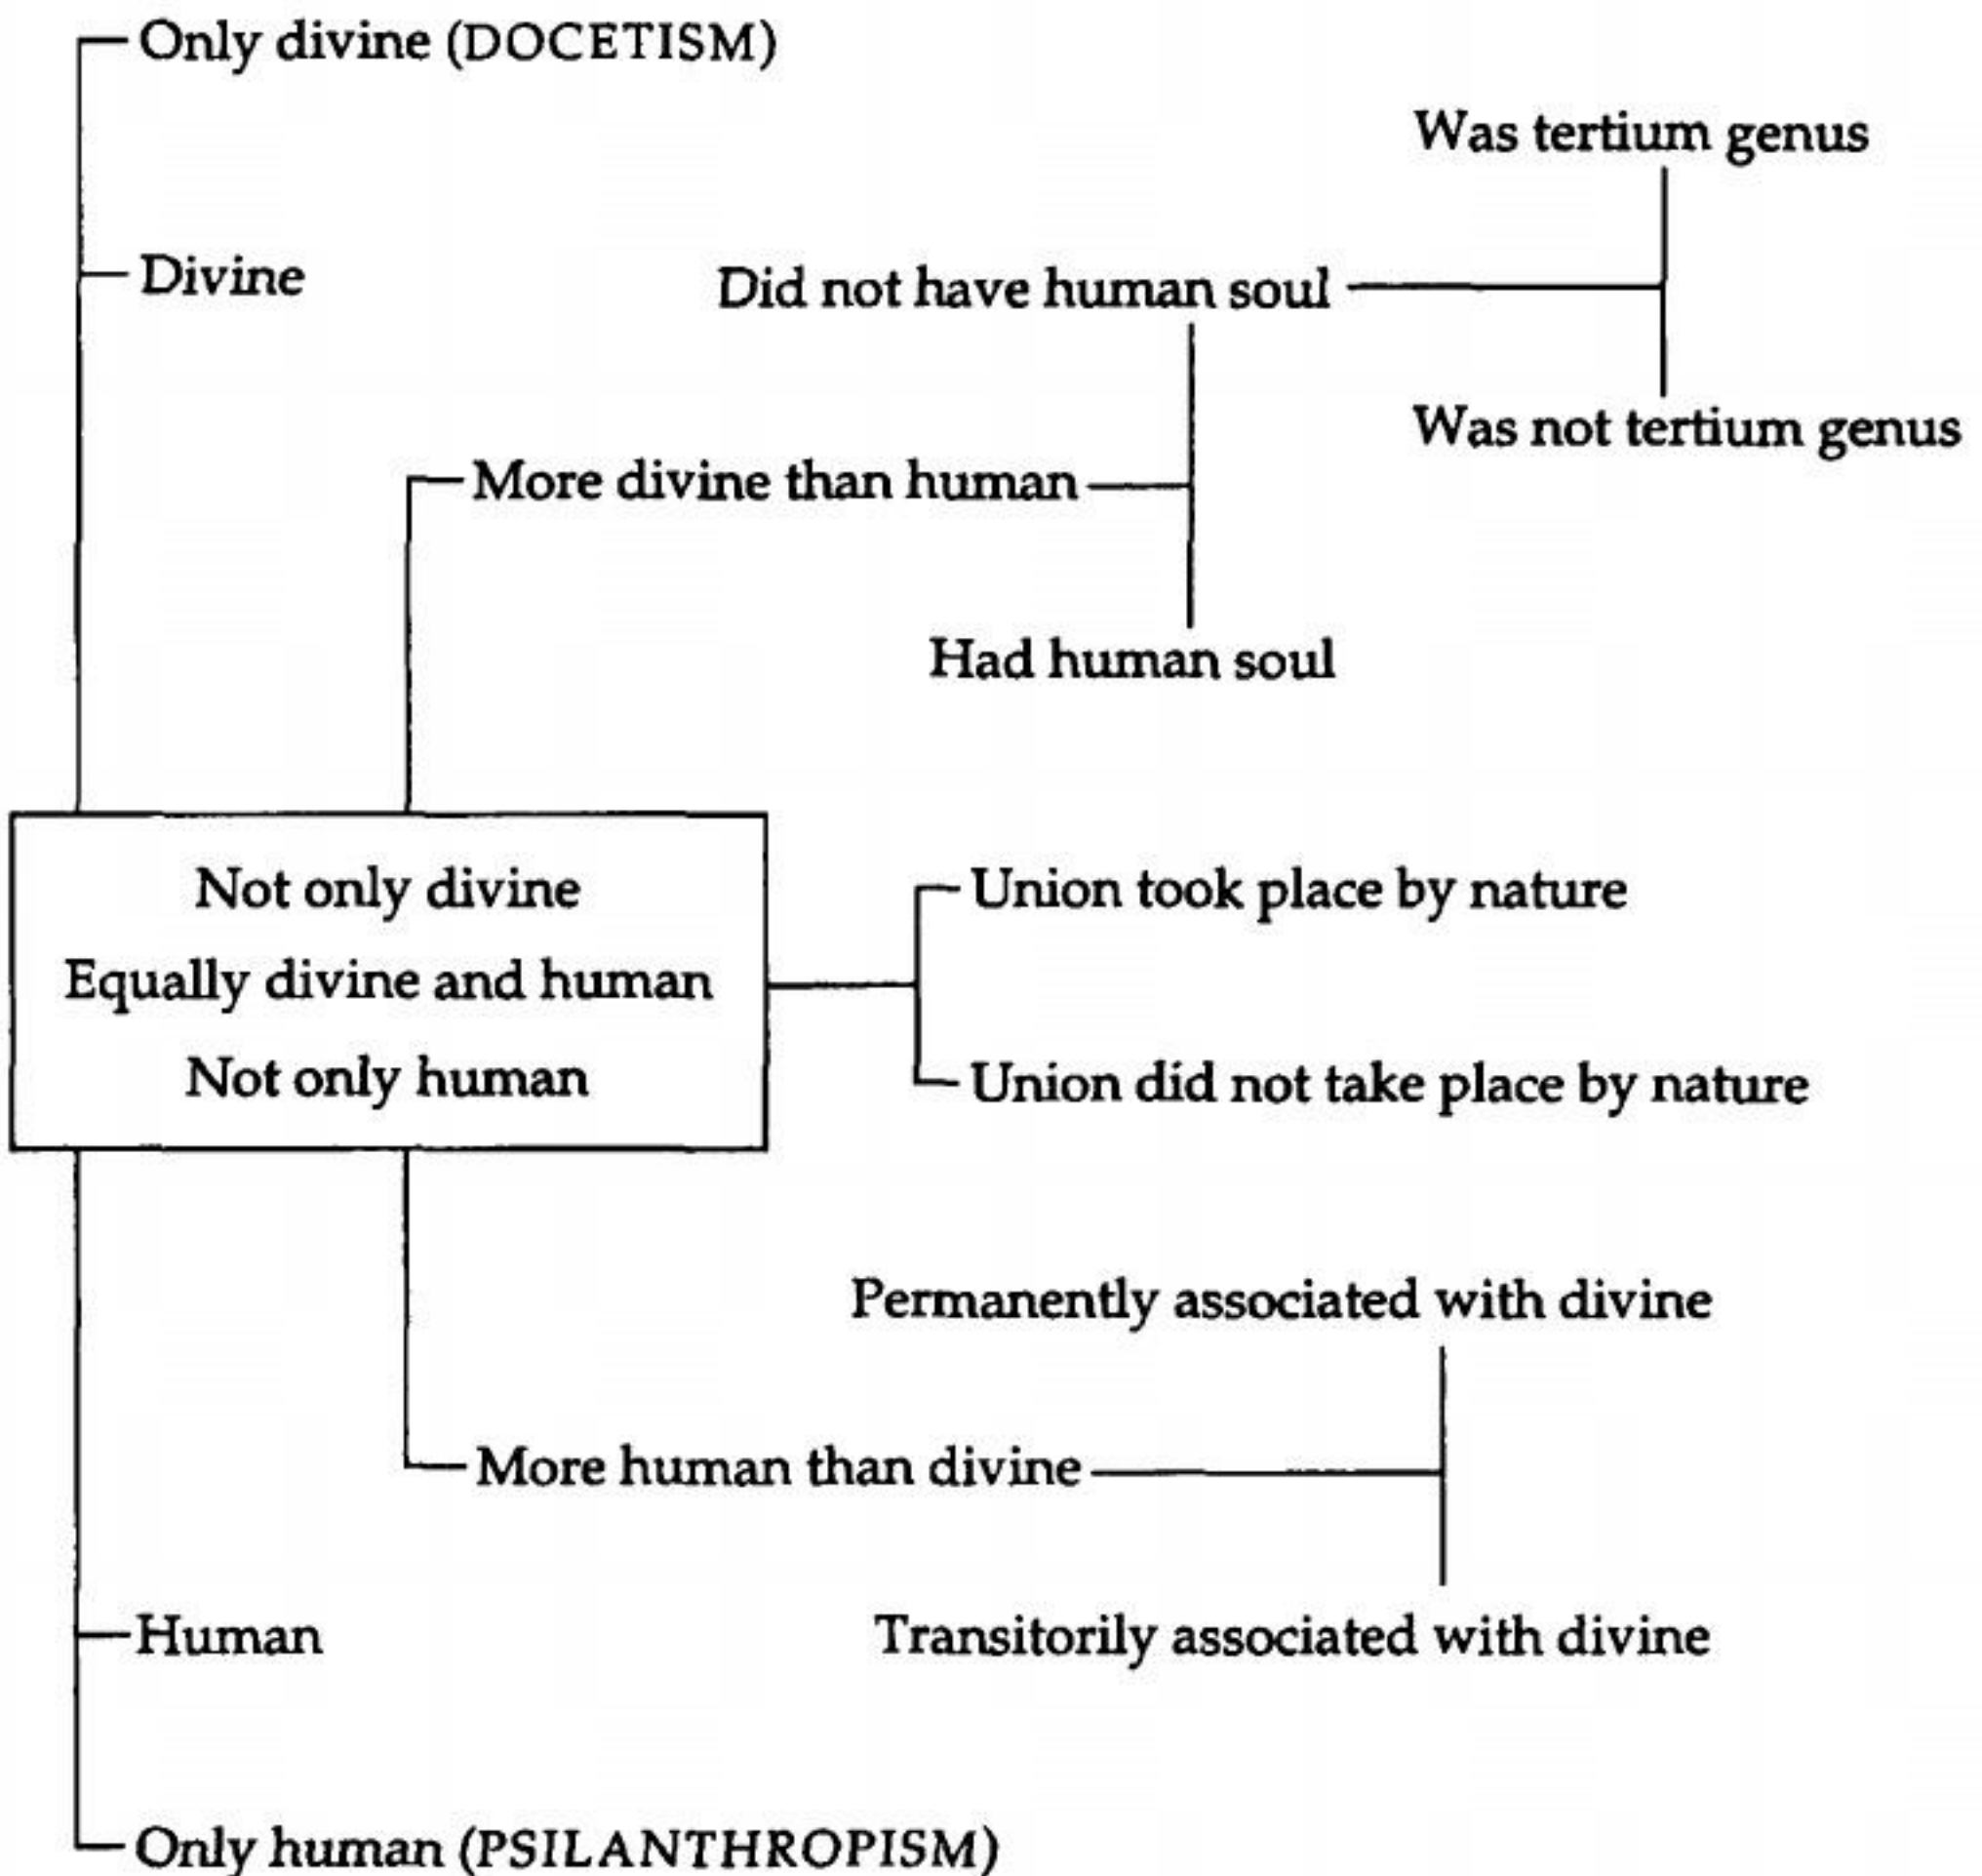 Only divine (DOCETISM)
Was tertium genus
Divine
Did not have human soul
Was not tertium genus
More divine than human
Had human soul
Not only divine
Equally divine and human
Not only human
Union took place by nature
Union did not take place by nature
Permanently associated with divine
More human than divine
Transitorily associated with divine
Human
Only human (PSILANTHROPISM)